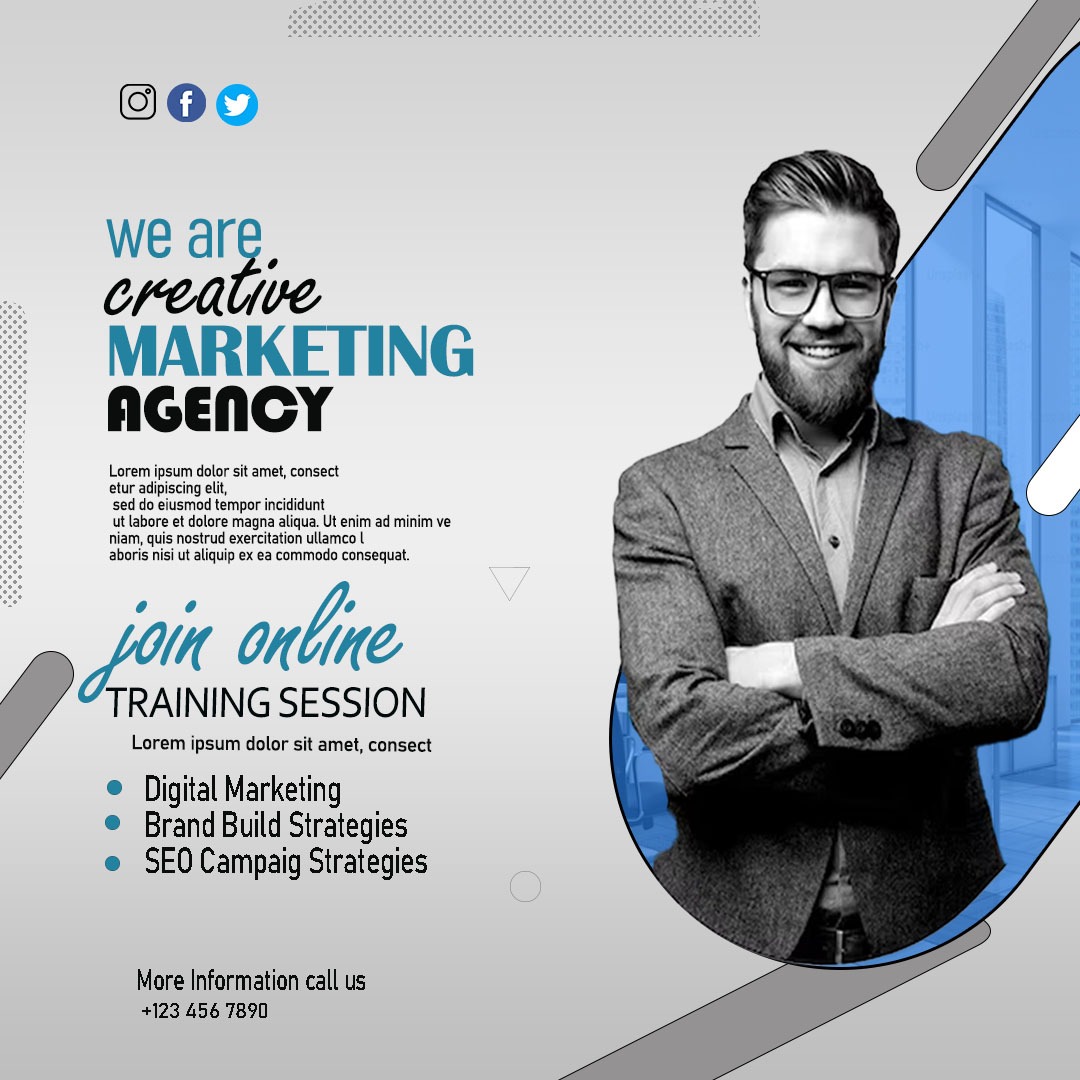 we are
creative
MARKETING
AGENCY
Lorem ipsum dolor sit amet, consect
etur adipiscing elit,
sed do eiusmod tempor incididunt
ut labore et dolore magna aliqua. Ut enim ad minim ve
niam, quis nostrud exercitation ullamco l
aboris nisi ut aliquip ex ea commodo consequat.
join online
TRAINING SESSION
Lorem ipsum dolor sit amet, consect
Digital Marketing
Brand Build Strategies
SEO Campaig Strategies
More Information call us
+123 456 7890